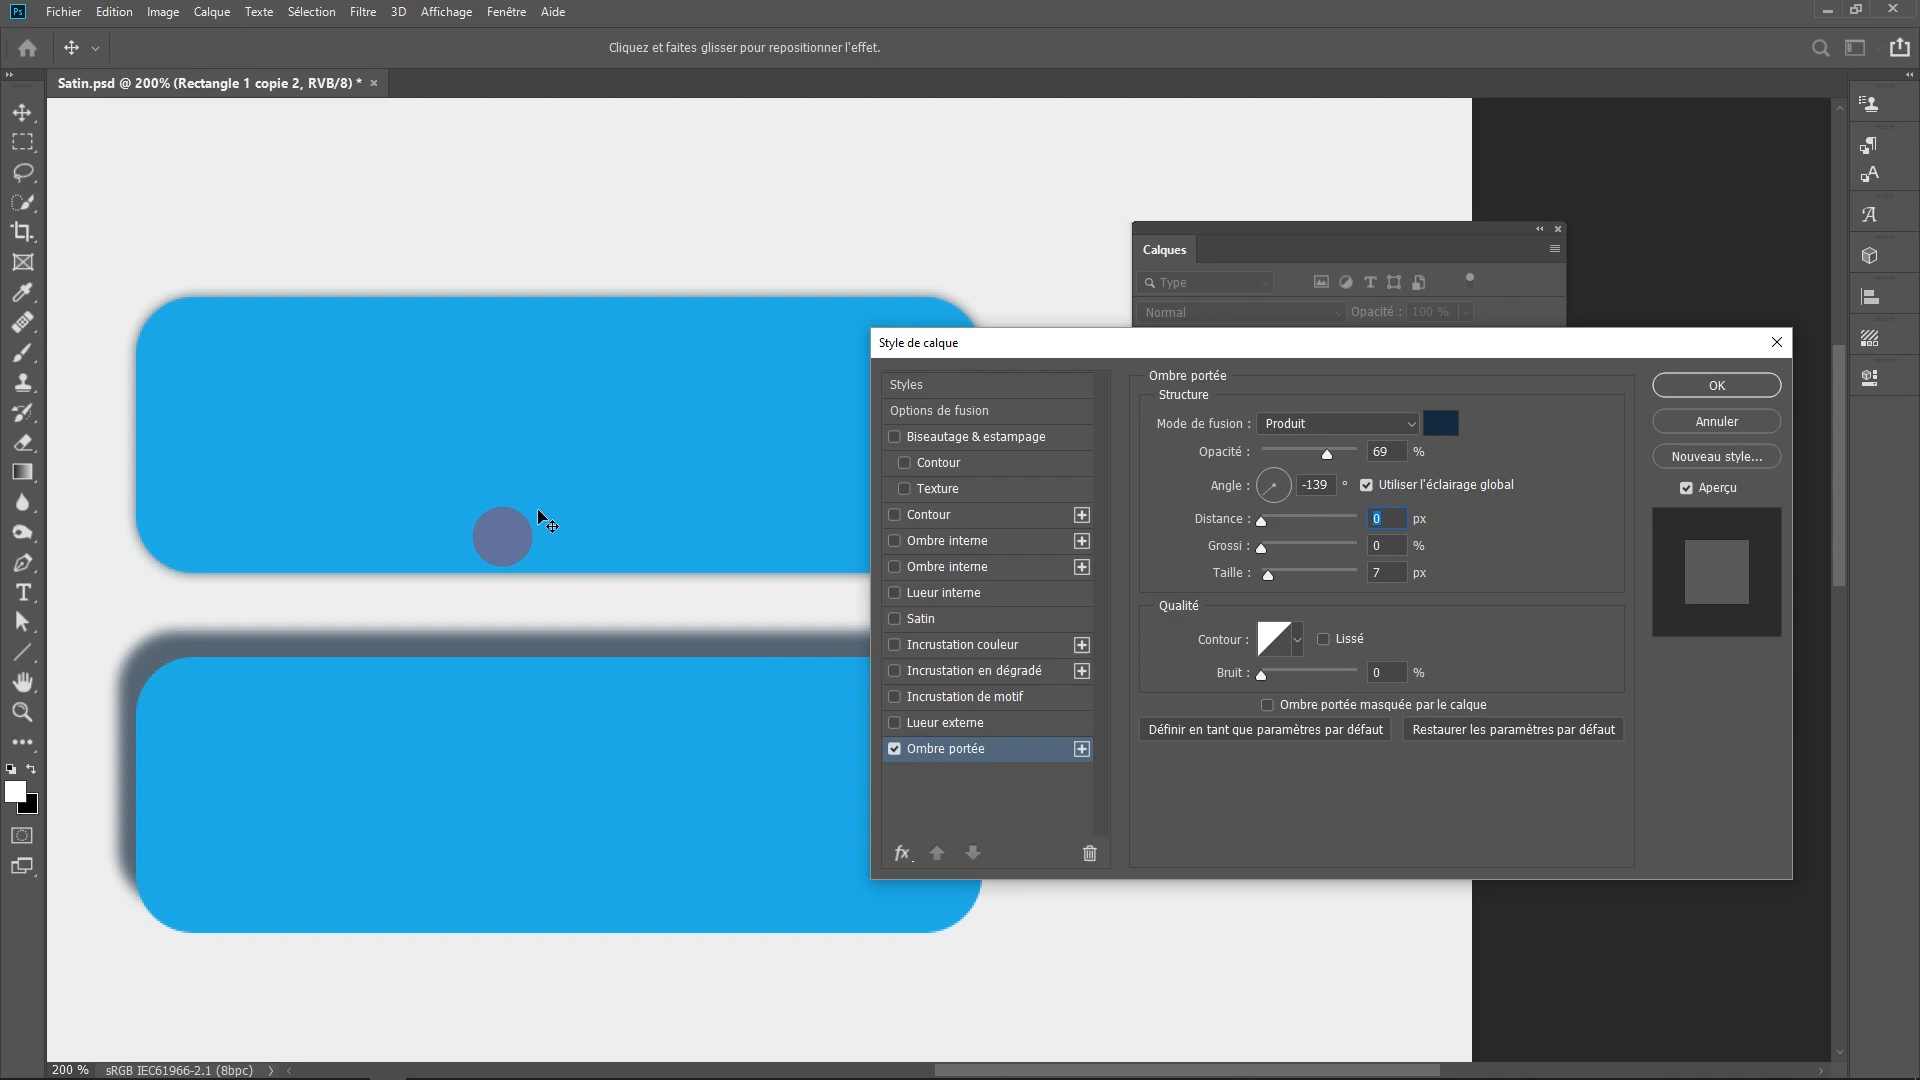 Ps Fichier Edition Image Calque Texte Sélection Filtre 3D Affichage Fenêtre Aide
Cliquez et faites glisser pour repositionner l'effet.
Satin.psd @ 200% (Rectangle 1 copie 2, RVB/8) *
Calques
Type
Normal Opacité : 100 %
Style de calque
Styles
Options de fusion
Biseautage & estampage
Contour
Texture
Contour
Ombre interne
Ombre interne
Lueur interne
Satin
Incrustation couleur
Incrustation en dégradé
Incrustation de motif
Lueur externe
Ombre portée
fx
Ombre portée
Structure
Mode de fusion : Produit
Opacité : 69 %
Angle : -139 ° Utiliser l'éclairage global
Distance : 0 px
Grossi : 0 %
Taille : 7 px
Qualité
Contour : Lissé
Bruit : 0 %
Ombre portée masquée par le calque
Définir en tant que paramètres par défaut Restaurer les paramètres par défaut
OK
Annuler
Nouveau style...
Aperçu
200 % sRGB IEC61966-2.1 (8bpc)